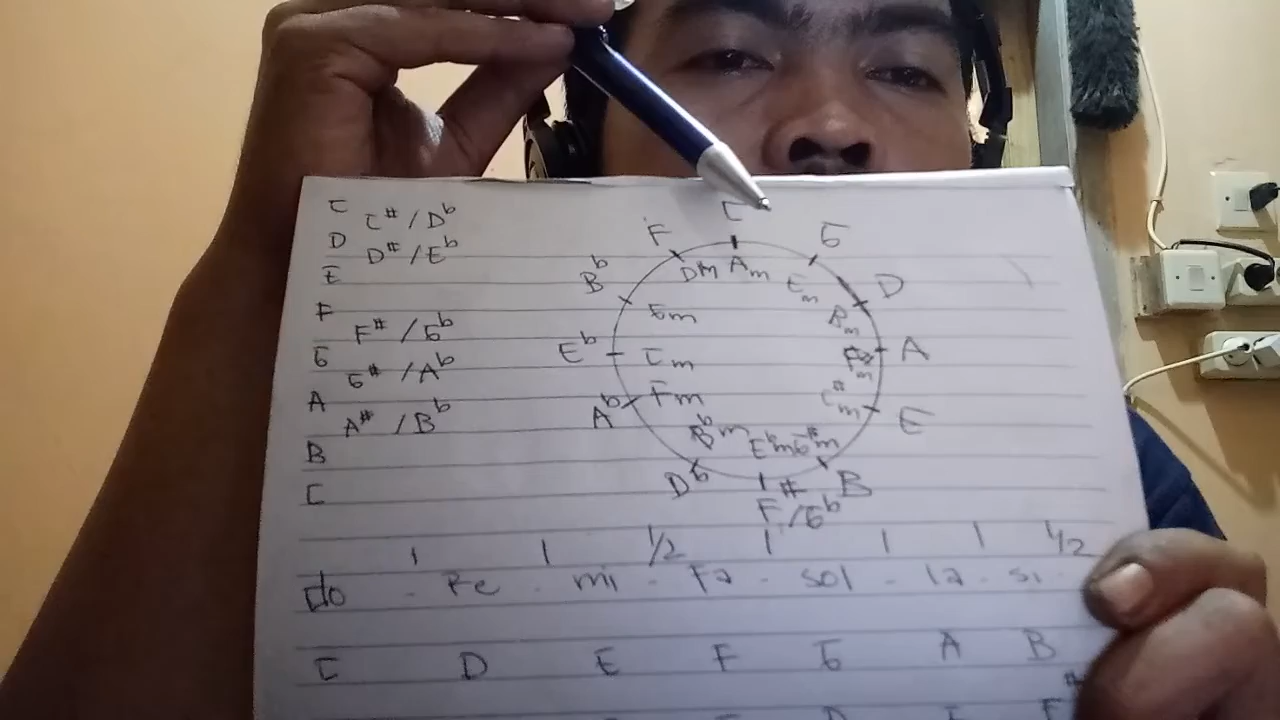 C
C# / Db
D
D# / Eb
E
F
F# / Gb
G
G# / Ab
A
A# / Bb
B
C
C
G
D
A
E
B
F# / Gb
Db
Ab
Eb
Bb
F
Am
Em
Bm
F#m
C#m
G#m
Ebm
Bbm
Fm
Cm
Gm
Dm
1 1 1/2 1 1 1 1/2
do . Re . mi . Fa . sol . la . si .
C D E F G A B